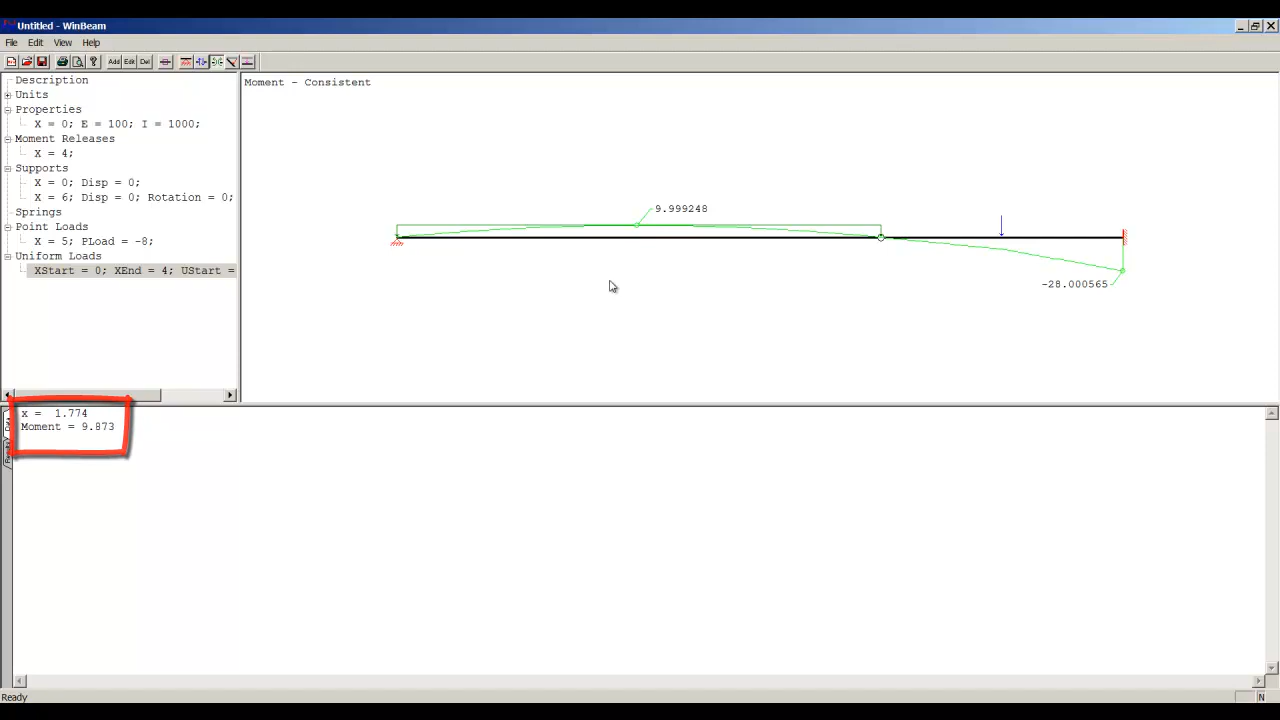 Untitled - WinBeam
File Edit View Help
Add Edit Del
Description
Units
Properties
X = 0; E = 100; I = 1000;
Moment Releases
X = 4;
Supports
X = 0; Disp = 0;
X = 6; Disp = 0; Rotation = 0;
Springs
Point Loads
X = 5; PLoad = -8;
Uniform Loads
XStart = 0; XEnd = 4; UStart =
Moment - Consistent
9.999248
-28.000565
x = 1.774
Moment = 9.873
Ready
N